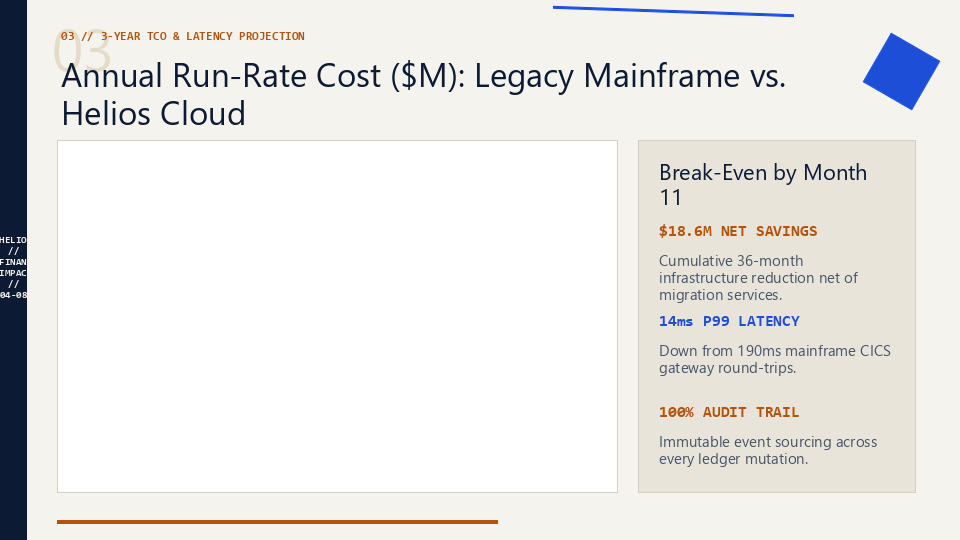 03
03 // 3-YEAR TCO & LATENCY PROJECTION
Annual Run-Rate Cost ($M): Legacy Mainframe vs.
Helios Cloud
HELIO
//
FINAN
IMPAC
//
04-08
Break-Even by Month
11
$18.6M NET SAVINGS
Cumulative 36-month
infrastructure reduction net of
migration services.
14ms P99 LATENCY
Down from 190ms mainframe CICS
gateway round-trips.
100% AUDIT TRAIL
Immutable event sourcing across
every ledger mutation.